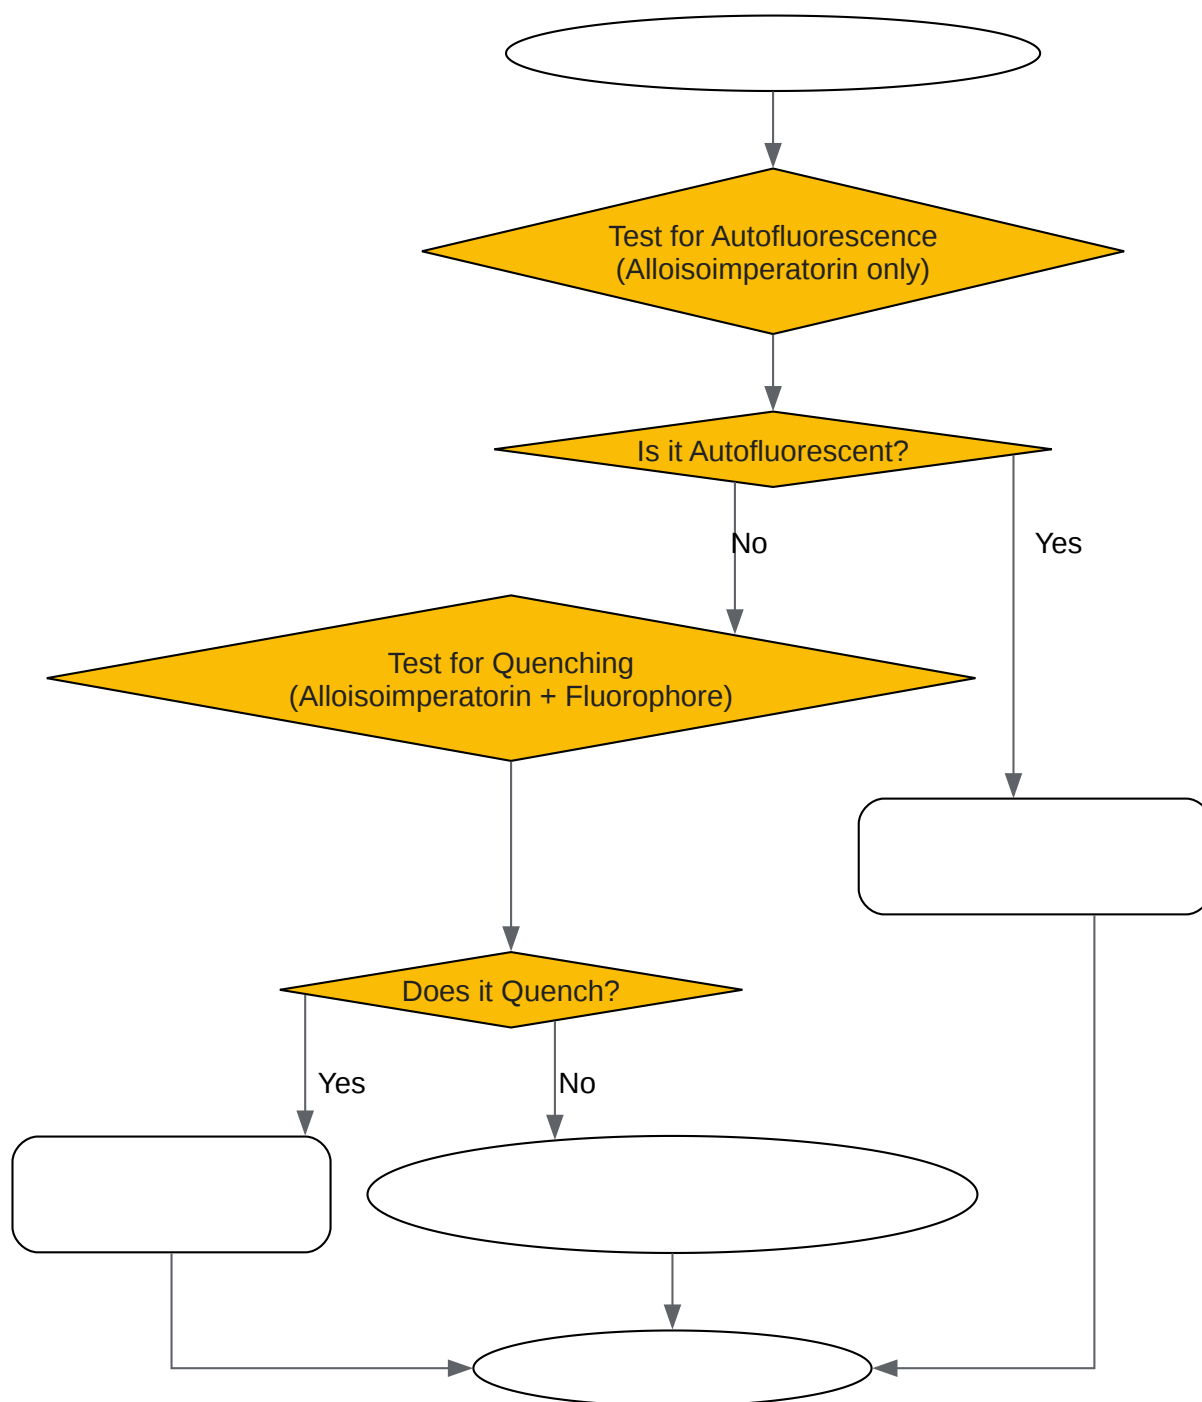 Test for Autofluorescence
(Alloisoimperatorin only)
Is it Autofluorescent?
No
Yes
Test for Quenching
(Alloisoimperatorin + Fluorophore)
Does it Quench?
Yes
No